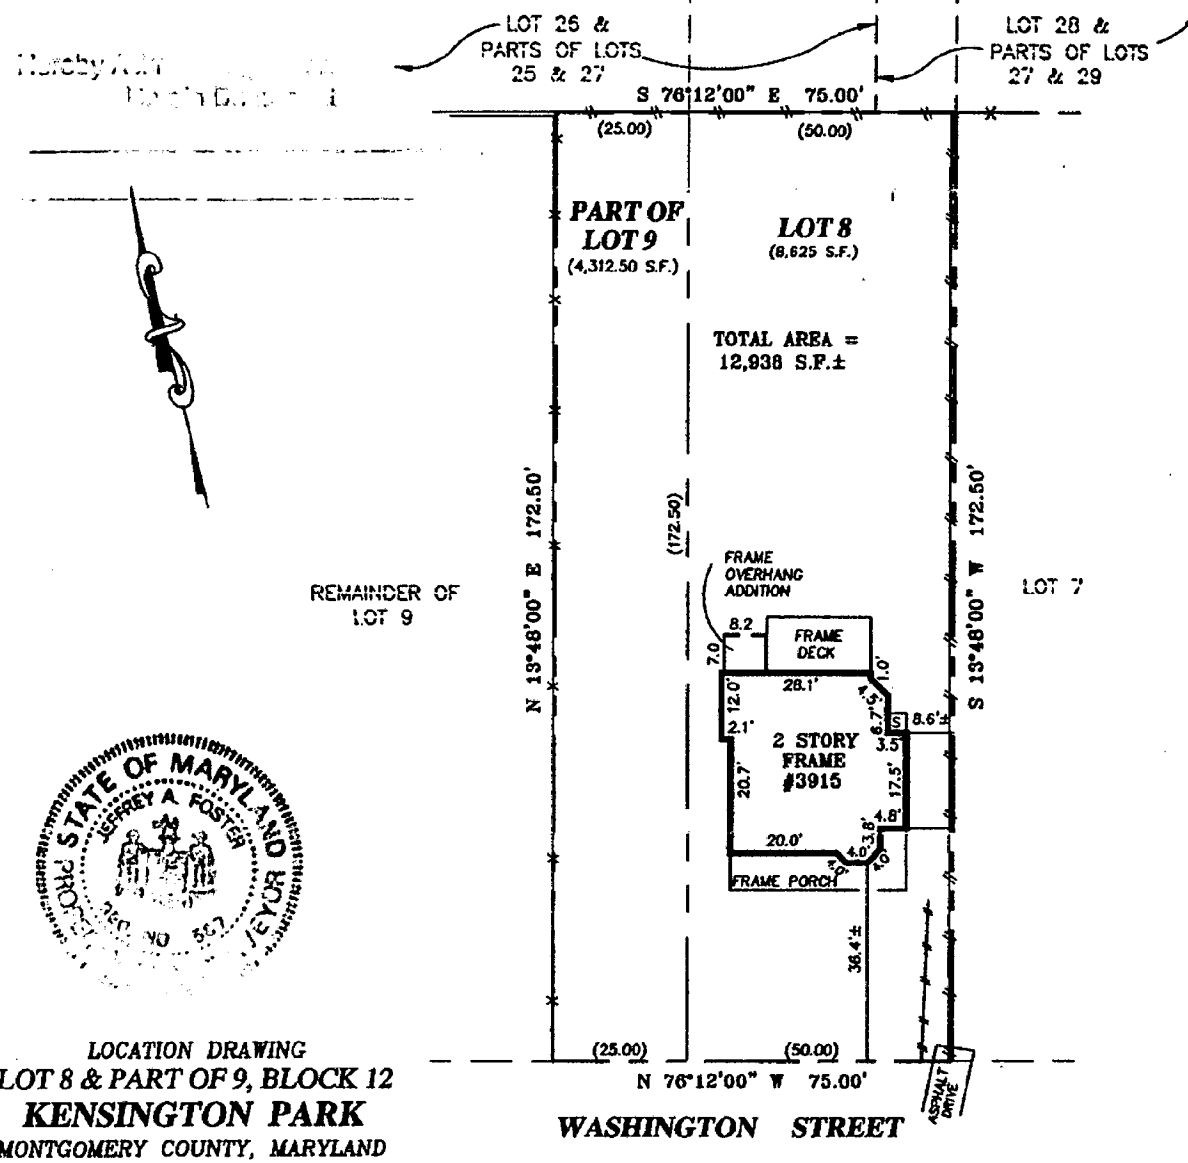 LOT 26 &
PARTS OF LOTS
25 & 27
LOT 28 &
PARTS OF LOTS
27 & 29
Hereby
S 76°12'00" E 75.00'
(25.00)
(50.00)
PART OF
LOT 9
(4,312.50 S.F.)
LOT 8
(8,625 S.F.)
TOTAL AREA =
12,938 S.F.±
N 13°48'00" E 172.50'
(172.50)
S 13°48'00" W 172.50'
REMAINDER OF
LOT 9
LOT 7
FRAME
OVERHANG
ADDITION
8.2
7.0
FRAME
DECK
28.1'
1.0'
4.5'
12.0'
6.7'
S
8.6'±
2.1'
3.5'
2 STORY
FRAME
#3915
20.7'
17.5'
4.8'
3.8'
20.0'
4.0'
4.0'
4.0'
FRAME PORCH
36.4'±
STATE OF MARYLAND
JEFFREY A. FOSTER
NO 587
(25.00)
(50.00)
N 76°12'00" W 75.00'
ASPHALT
DRIVE
WASHINGTON STREET
LOCATION DRAWING
LOT 8 & PART OF 9, BLOCK 12
KENSINGTON PARK
MONTGOMERY COUNTY, MARYLAND